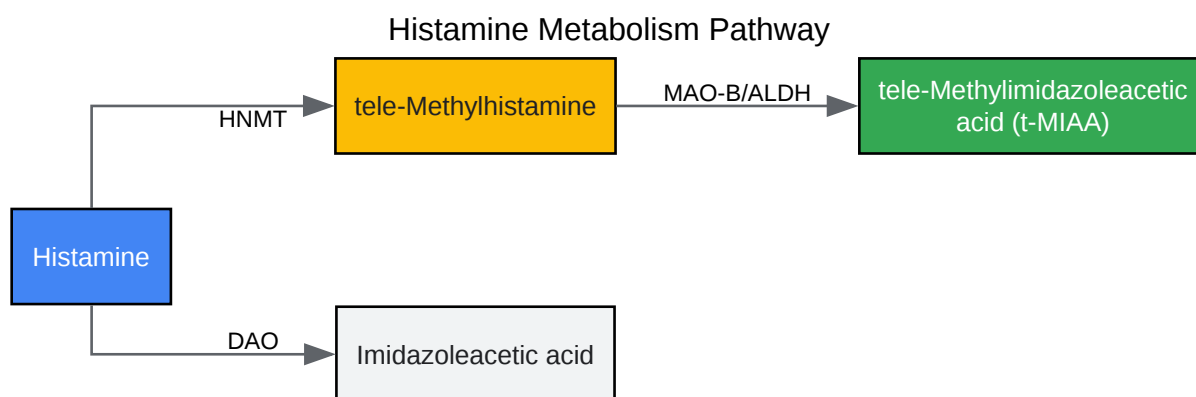 Histamine Metabolism Pathway
tele-Methylhistamine
MAO-B/ALDH
tele-Methylimidazoleacetic
acid (t-MIAA)
HNMT
Histamine
DAO
Imidazoleacetic acid